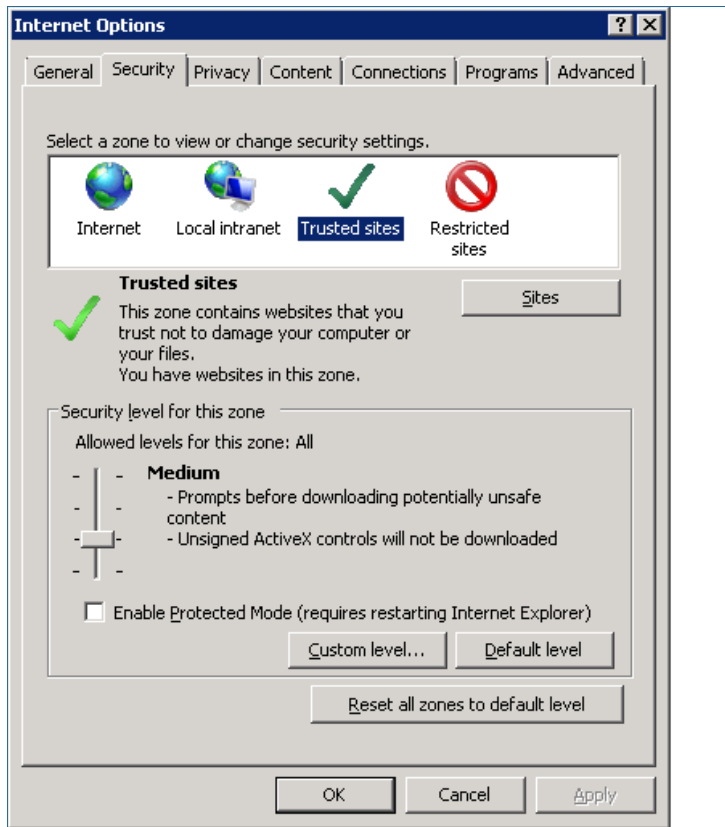 Internet Options
General Security Privacy Content Connections Programs Advanced
Select a zone to view or change security settings.
Internet Local intranet Trusted sites Restricted
sites
Trusted sites
Sites
This zone contains websites that you
trust not to damage your computer or
your files.
You have websites in this zone.
Security level for this zone
Allowed levels for this zone: All
Medium
- Prompts before downloading potentially unsafe
content
- Unsigned ActiveX controls will not be downloaded
Enable Protected Mode (requires restarting Internet Explorer)
Custom level... Default level
Reset all zones to default level
OK Cancel Apply